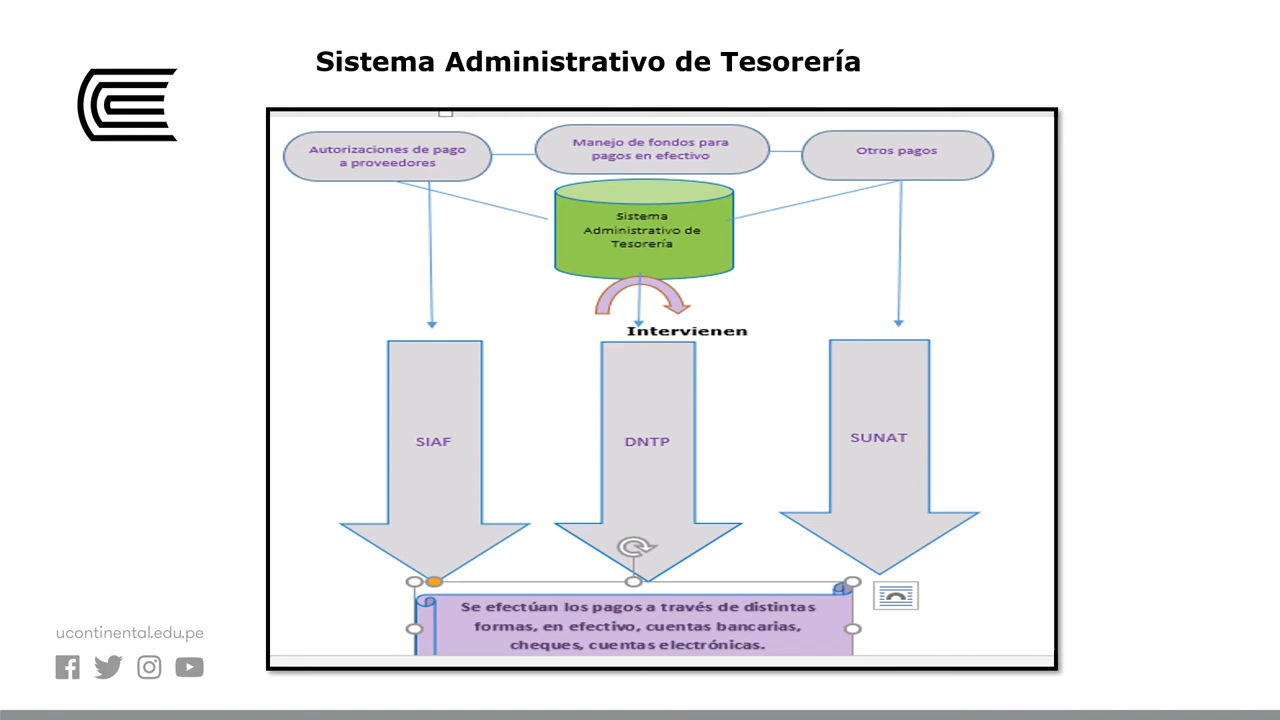 Sistema Administrativo de Tesorería
Autorizaciones de pago
a proveedores
Manejo de fondos para
pagos en efectivo
Otros pagos
Sistema
Administrativo de
Tesorería
Intervienen
SIAF
DNTP
SUNAT
Se efectúan los pagos a través de distintas
formas, en efectivo, cuentas bancarias,
cheques, cuentas electrónicas.
ucontinental.edu.pe